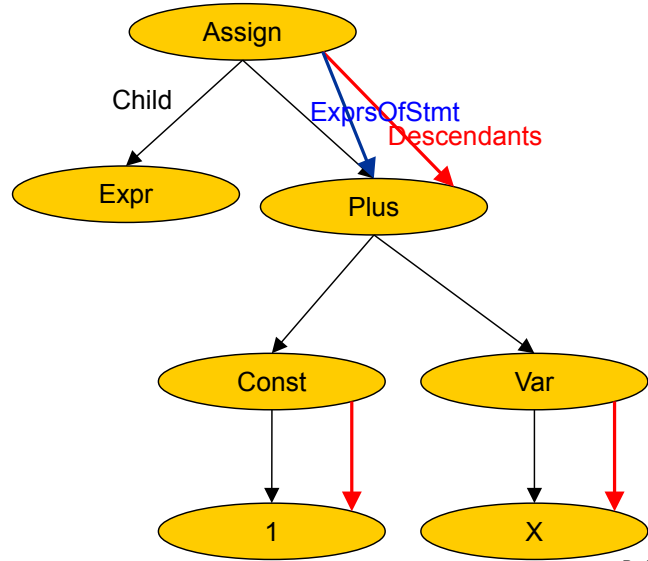 Assign
Child
ExprsOfStmt
Descendants
Expr
Plus
Const
Var
1
X